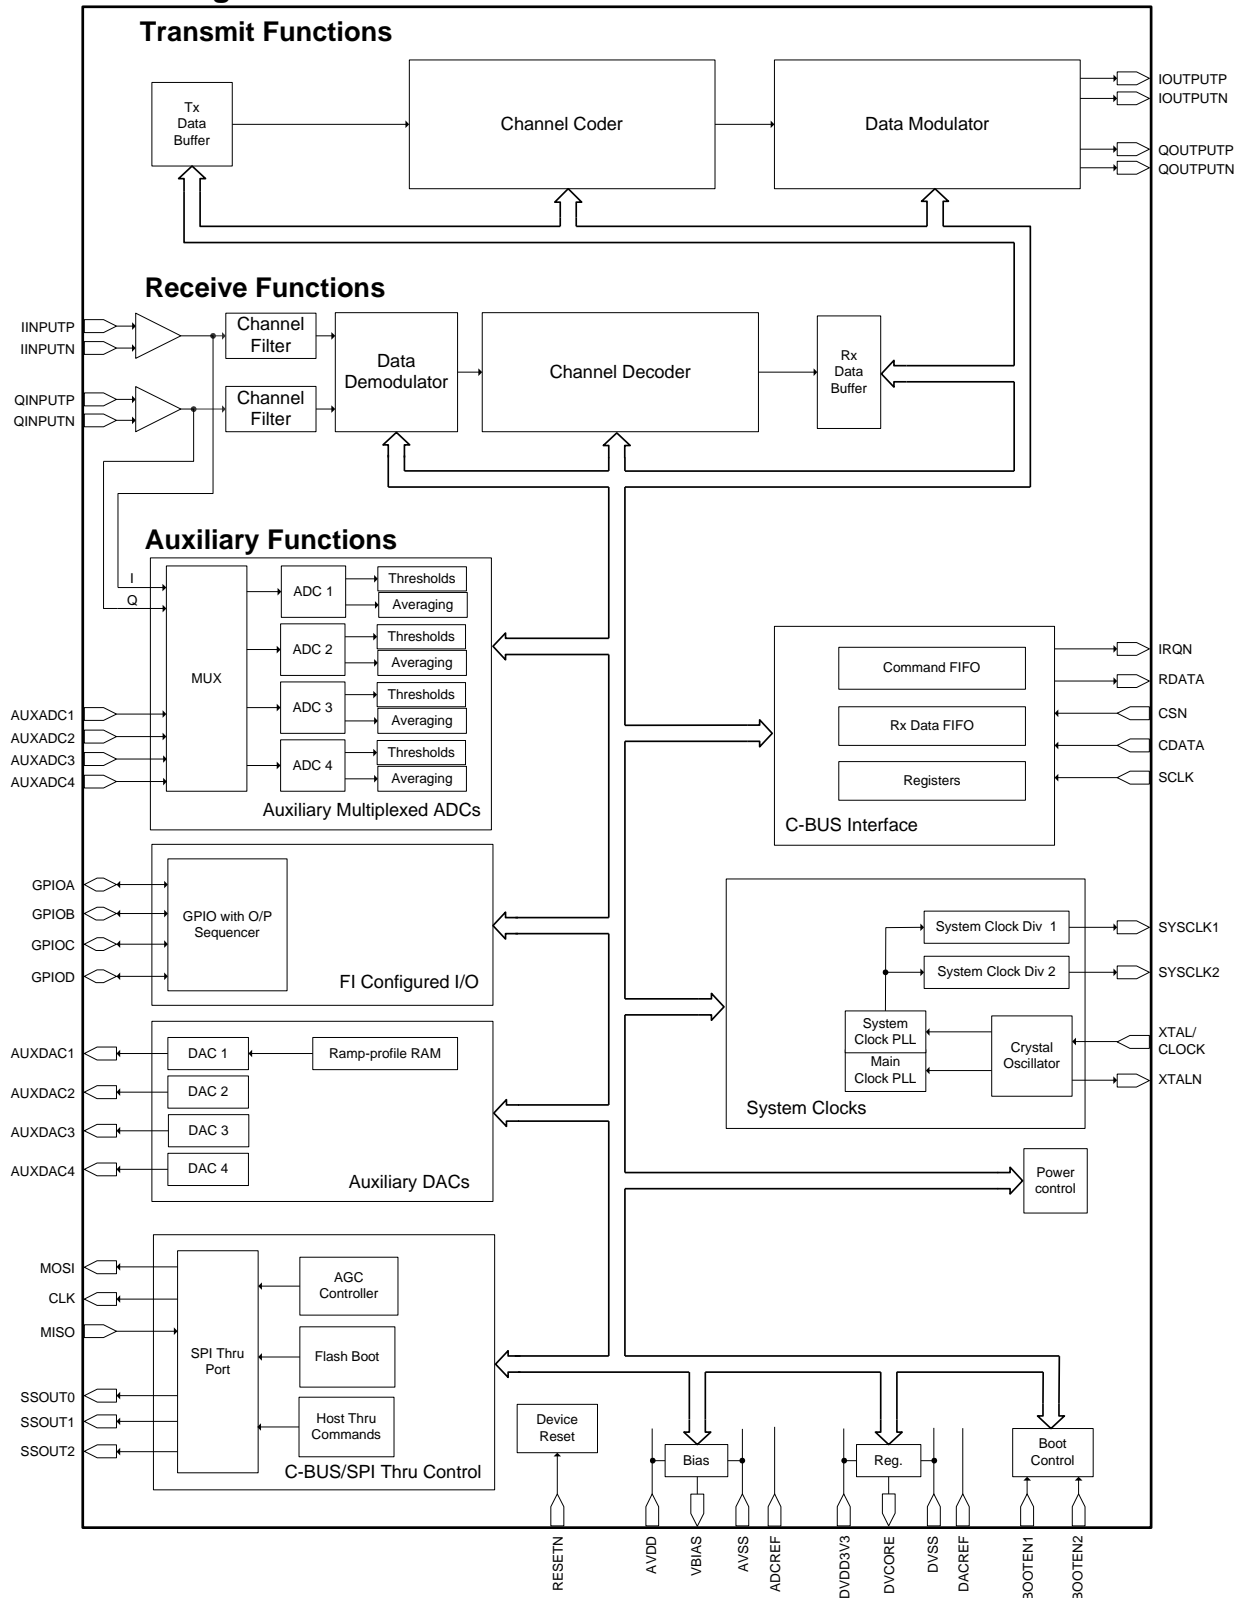 Transmit Functions
Tx
Data
Buffer
Channel Coder
Data Modulator
IOUTPUTP
IOUTPUTN
QOUTPUTP
QOUTPUTN
Receive Functions
IINPUTP
IINPUTN
QINPUTP
QINPUTN
Channel
Filter
Channel
Filter
Data
Demodulator
Channel Decoder
Rx
Data
Buffer
Auxiliary Functions
I
Q
MUX
ADC 1
Thresholds
Averaging
ADC 2
Thresholds
Averaging
ADC 3
Thresholds
Averaging
ADC 4
Thresholds
Averaging
AUXADC1
AUXADC2
AUXADC3
AUXADC4
Auxiliary Multiplexed ADCs
Command FIFO
Rx Data FIFO
Registers
C-BUS Interface
IRQN
RDATA
CSN
CDATA
SCLK
GPIOA
GPIOB
GPIOC
GPIOD
GPIO with O/P
Sequencer
FI Configured I/O
System Clock Div 1
System Clock Div 2
System
Clock PLL
Main
Clock PLL
Crystal
Oscillator
System Clocks
SYSCLK1
SYSCLK2
XTAL/
CLOCK
XTALN
AUXDAC1
AUXDAC2
AUXDAC3
AUXDAC4
DAC 1
Ramp-profile RAM
DAC 2
DAC 3
DAC 4
Auxiliary DACs
Power
control
MOSI
CLK
MISO
SSOUT0
SSOUT1
SSOUT2
SPI Thru
Port
AGC
Controller
Flash Boot
Host Thru
Commands
C-BUS/SPI Thru Control
Device
Reset
Bias
Reg.
Boot
Control
RESETN
AVDD
VBIAS
AVSS
ADCREF
DVDD3V3
DVCORE
DVSS
DACREF
BOOTEN1
BOOTEN2